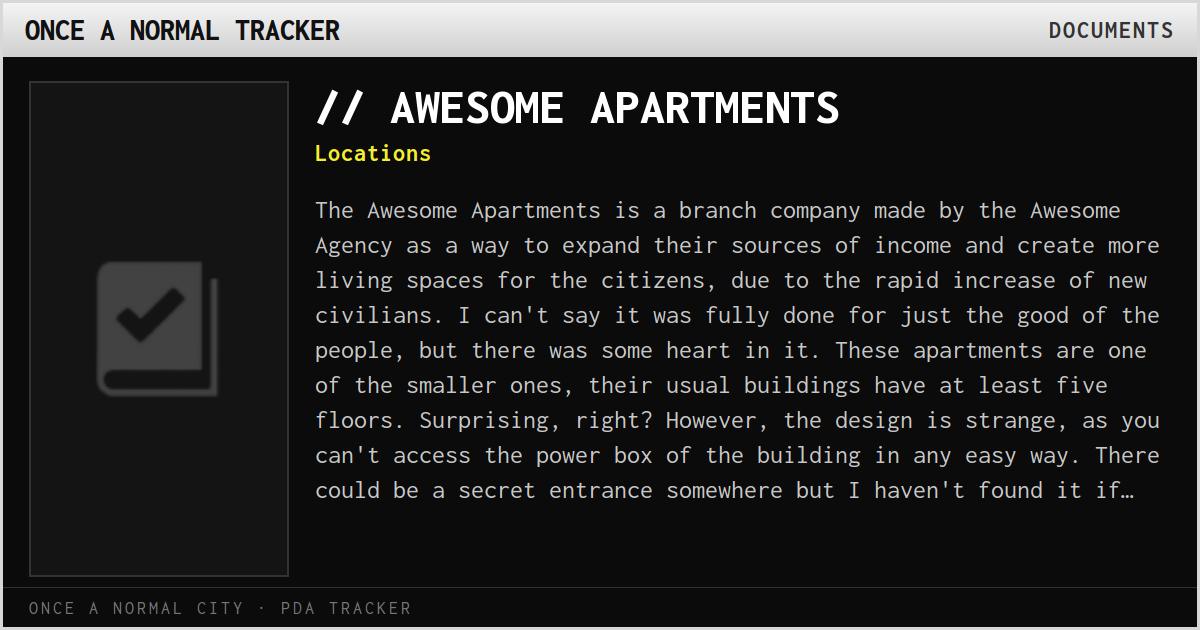 ONCE A NORMAL TRACKER
DOCUMENTS
// AWESOME APARTMENTS
Locations
The Awesome Apartments is a branch company made by the Awesome
Agency as a way to expand their sources of income and create more
living spaces for the citizens, due to the rapid increase of new
civilians. I can't say it was fully done for just the good of the
people, but there was some heart in it. These apartments are one
of the smaller ones, their usual buildings have at least five
floors. Surprising, right? However, the design is strange, as you
can't access the power box of the building in any easy way. There
could be a secret entrance somewhere but I haven't found it if…
ONCE A NORMAL CITY · PDA TRACKER